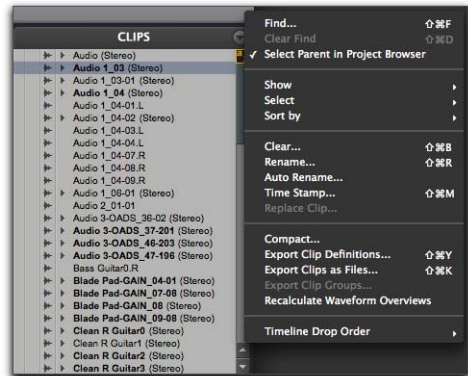 CLIPS
Audio (Stereo)
Audio 1_03 (Stereo)
Audio 1_03-01 (Stereo)
Audio 1_04 (Stereo)
Audio 1_04-01.L
Audio 1_04-02 (Stereo)
Audio 1_04-03.L
Audio 1_04-04.L
Audio 1_04-07.R
Audio 1_04-08.R
Audio 1_04-09.R
Audio 1_06-01 (Stereo)
Audio 2_01-01
Audio 3-OADS_36-02 (Stereo)
Audio 3-OADS_37-201 (Stereo)
Audio 3-OADS_46-203 (Stereo)
Audio 3-OADS_47-196 (Stereo)
Bass Guitar0.R
Blade Pad-GAIN_04-01 (Stereo)
Blade Pad-GAIN_07-08 (Stereo)
Blade Pad-GAIN_08 (Stereo)
Blade Pad-GAIN_09-08 (Stereo)
Clean R Guitar0 (Stereo)
Clean R Guitar1 (Stereo)
Clean R Guitar2 (Stereo)
Clean R Guitar3 (Stereo)
Find... ⇧⌘F
Clear Find ⇧⌘D
✓ Select Parent in Project Browser
Show
Select
Sort by
Clear... ⇧⌘B
Rename... ⇧⌘R
Auto Rename...
Time Stamp... ⇧⌘M
Replace Clip...
Compact...
Export Clip Definitions... ⇧⌘Y
Export Clips as Files... ⇧⌘K
Export Clip Groups...
Recalculate Waveform Overviews
Timeline Drop Order